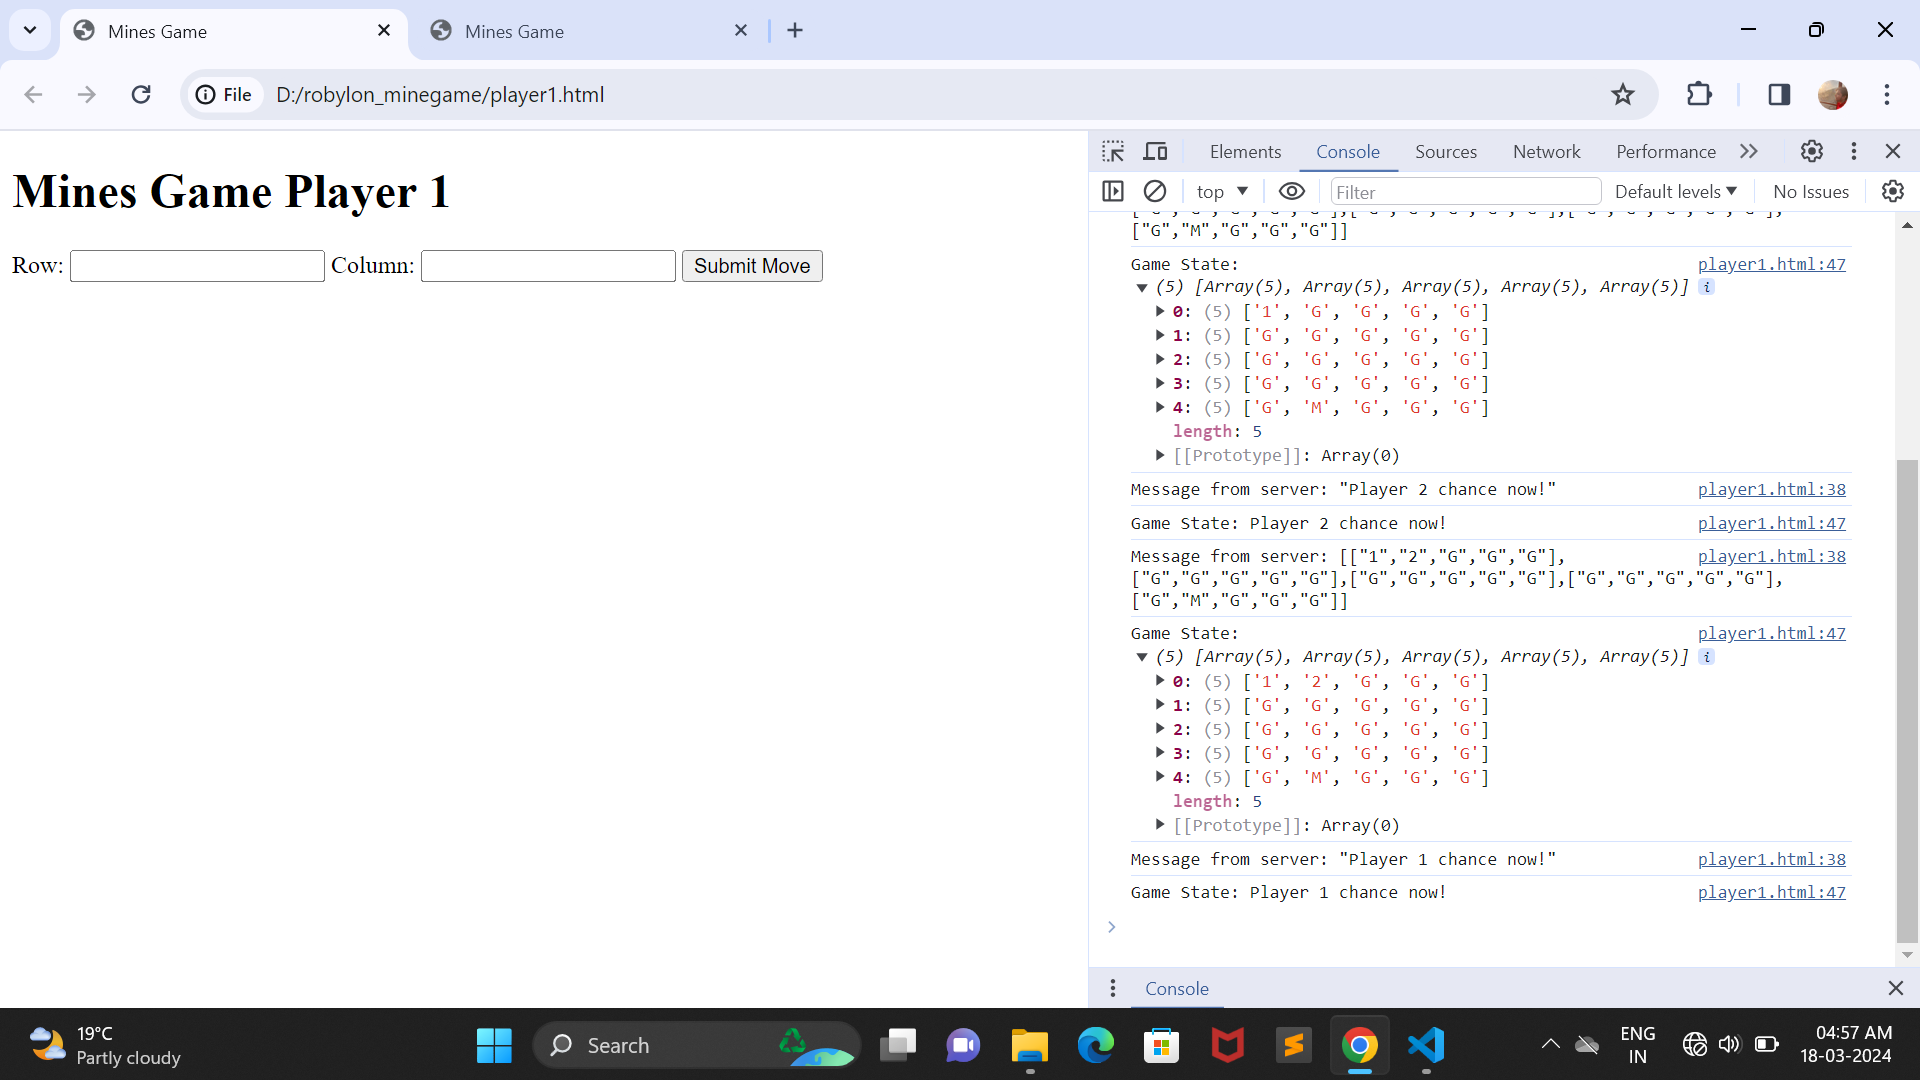 Mines Game
Mines Game
File D:/robylon_minegame/player1.html
Mines Game Player 1
Row: Column: Submit Move
Elements Console Sources Network Performance
top Filter Default levels No Issues
["G","M","G","G","G"]]
Game State: player1.html:47
(5) [Array(5), Array(5), Array(5), Array(5), Array(5)] i
0: (5) ['1', 'G', 'G', 'G', 'G']
1: (5) ['G', 'G', 'G', 'G', 'G']
2: (5) ['G', 'G', 'G', 'G', 'G']
3: (5) ['G', 'G', 'G', 'G', 'G']
4: (5) ['G', 'M', 'G', 'G', 'G']
length: 5
[[Prototype]]: Array(0)
Message from server: "Player 2 chance now!" player1.html:38
Game State: Player 2 chance now! player1.html:47
Message from server: [["1","2","G","G","G"], player1.html:38
["G","G","G","G","G"],["G","G","G","G","G"],["G","G","G","G","G"],
["G","M","G","G","G"]]
Game State: player1.html:47
(5) [Array(5), Array(5), Array(5), Array(5), Array(5)] i
0: (5) ['1', '2', 'G', 'G', 'G']
1: (5) ['G', 'G', 'G', 'G', 'G']
2: (5) ['G', 'G', 'G', 'G', 'G']
3: (5) ['G', 'G', 'G', 'G', 'G']
4: (5) ['G', 'M', 'G', 'G', 'G']
length: 5
[[Prototype]]: Array(0)
Message from server: "Player 1 chance now!" player1.html:38
Game State: Player 1 chance now! player1.html:47
Console
19°C
Partly cloudy
Search
ENG
IN
04:57 AM
18-03-2024